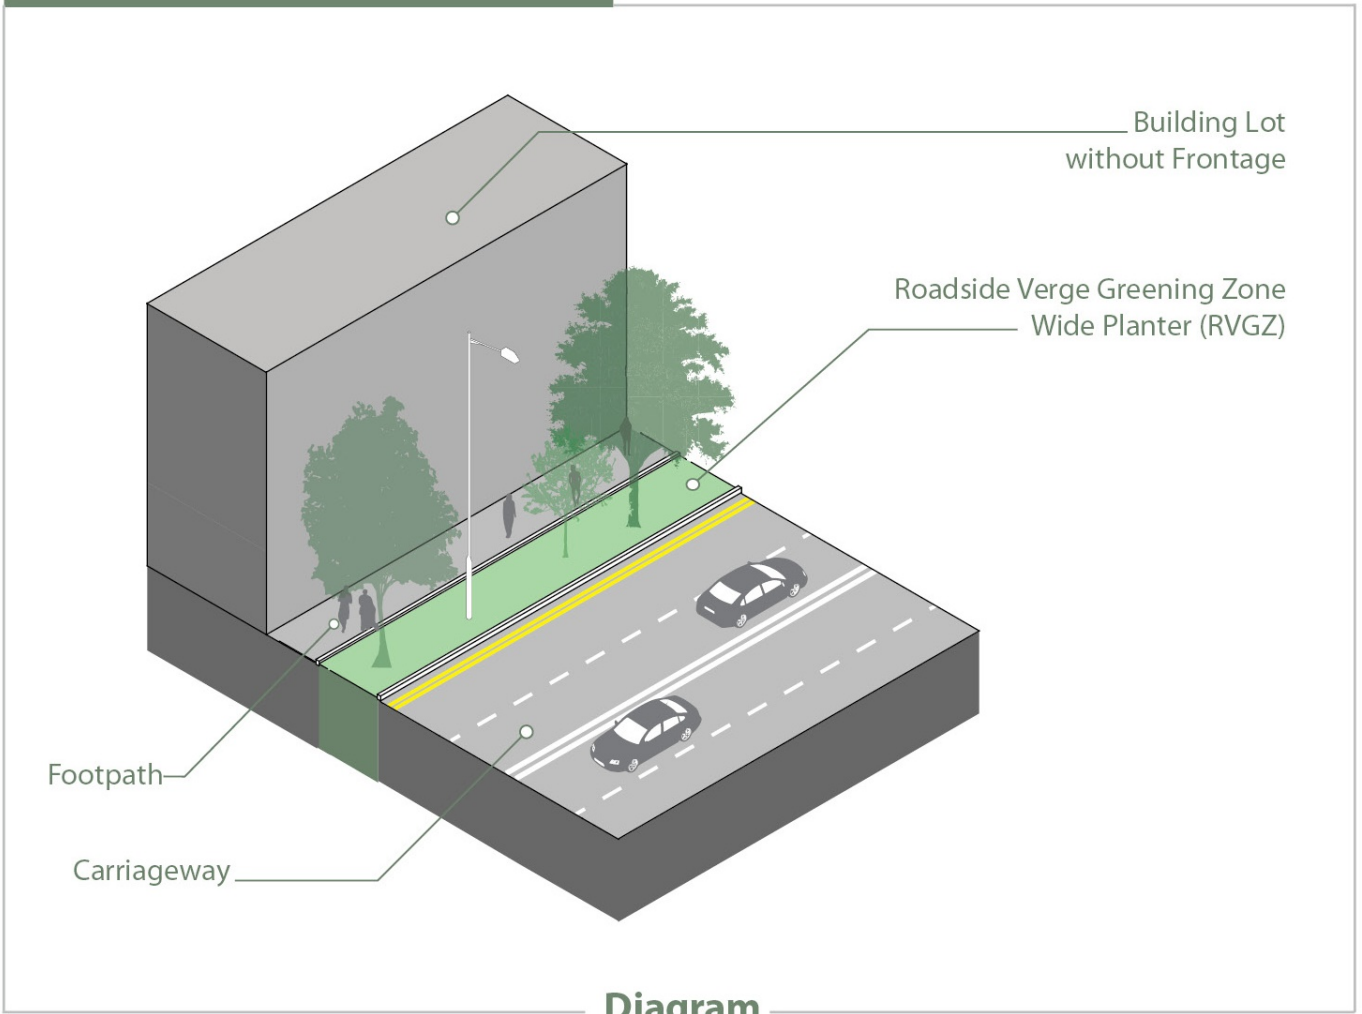 Building Lot
without Frontage
Roadside Verge Greening Zone
Wide Planter (RVGZ)
Footpath
Carriageway
Diagram